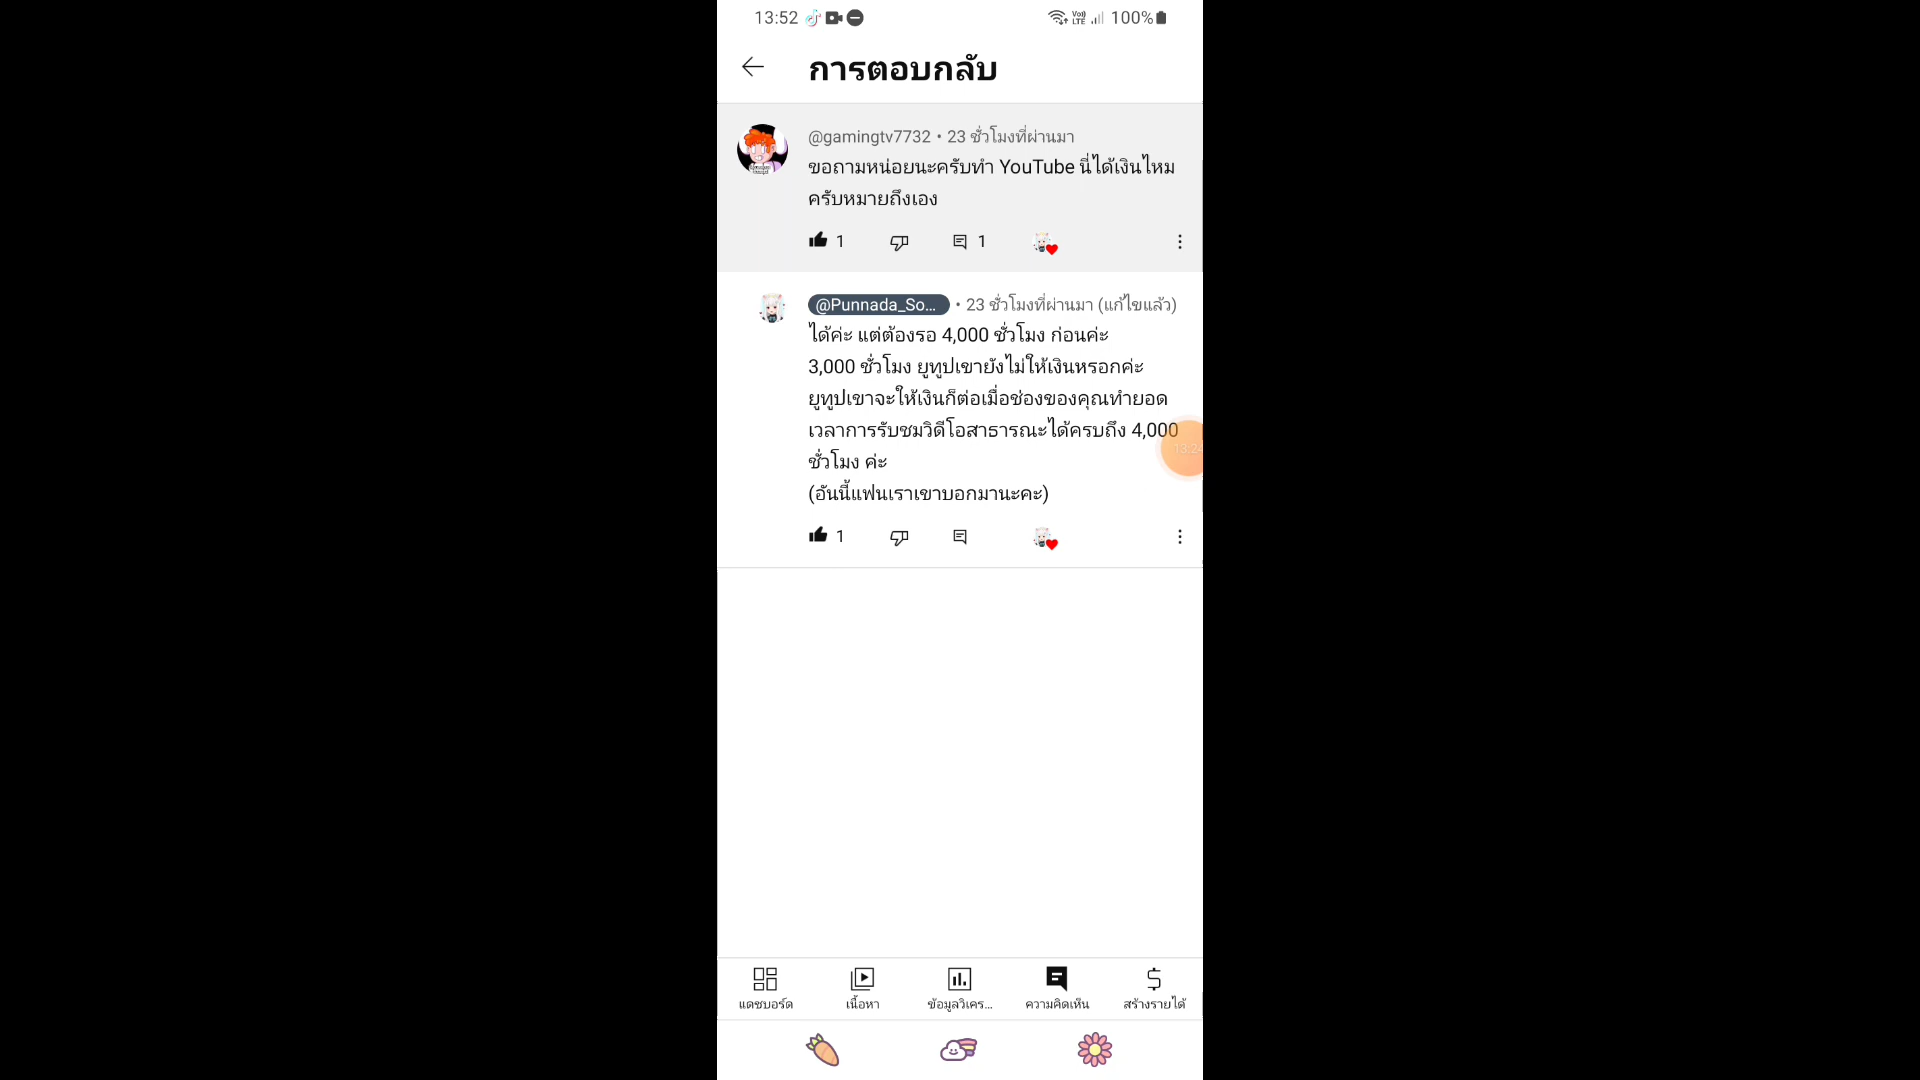 13:52 100%
การตอบกลับ
@gamingtv7732 • 23 ชั่วโมงที่ผ่านมา
ขอถามหน่อยนะครับทำ YouTube นี่ได้เงินไหม
ครับหมายถึงเอง
1 1
@Punnada_So... • 23 ชั่วโมงที่ผ่านมา (แก้ไขแล้ว)
ได้ค่ะ แต่ต้องรอ 4,000 ชั่วโมง ก่อนค่ะ
3,000 ชั่วโมง ยูทูปเขายังไม่ให้เงินหรอกค่ะ
ยูทูปเขาจะให้เงินก็ต่อเมื่อช่องของคุณทำยอด
เวลาการรับชมวิดีโอสาธารณะได้ครบถึง 4,000
ชั่วโมง ค่ะ
(อันนี้แฟนเราเขาบอกมานะคะ)
1
แดชบอร์ด เนื้อหา ข้อมูลวิเคร... ความคิดเห็น สร้างรายได้